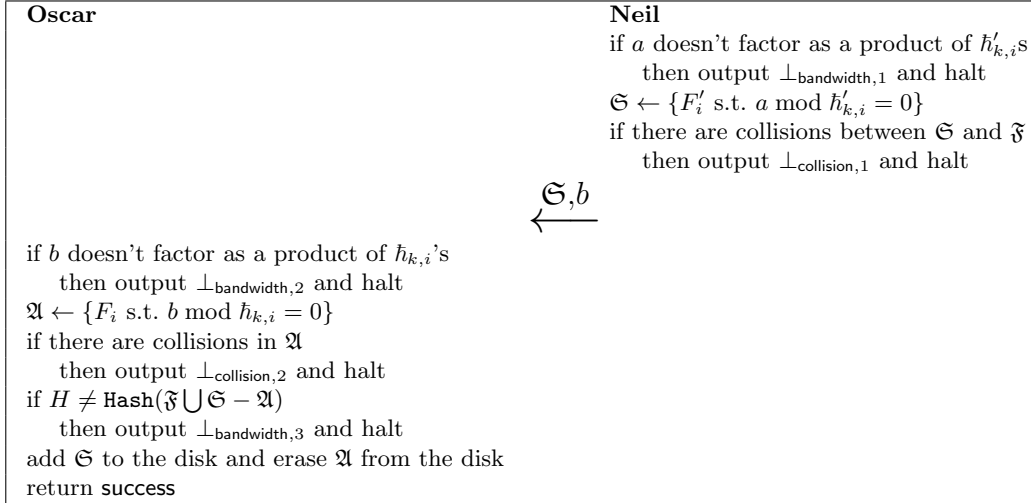 Oscar
Neil
if a doesn't factor as a product of ℏ′k,i s
then output ⊥bandwidth,1 and halt
𝔖 ← {F′i s.t. a mod ℏ′k,i = 0}
if there are collisions between 𝔖 and 𝔉
then output ⊥collision,1 and halt
𝔖,b
←
if b doesn't factor as a product of ℏk,i's
then output ⊥bandwidth,2 and halt
𝔄 ← {Fi s.t. b mod ℏk,i = 0}
if there are collisions in 𝔄
then output ⊥collision,2 and halt
if H ≠ Hash(𝔉 ⋃ 𝔖 − 𝔄)
then output ⊥bandwidth,3 and halt
add 𝔖 to the disk and erase 𝔄 from the disk
return success